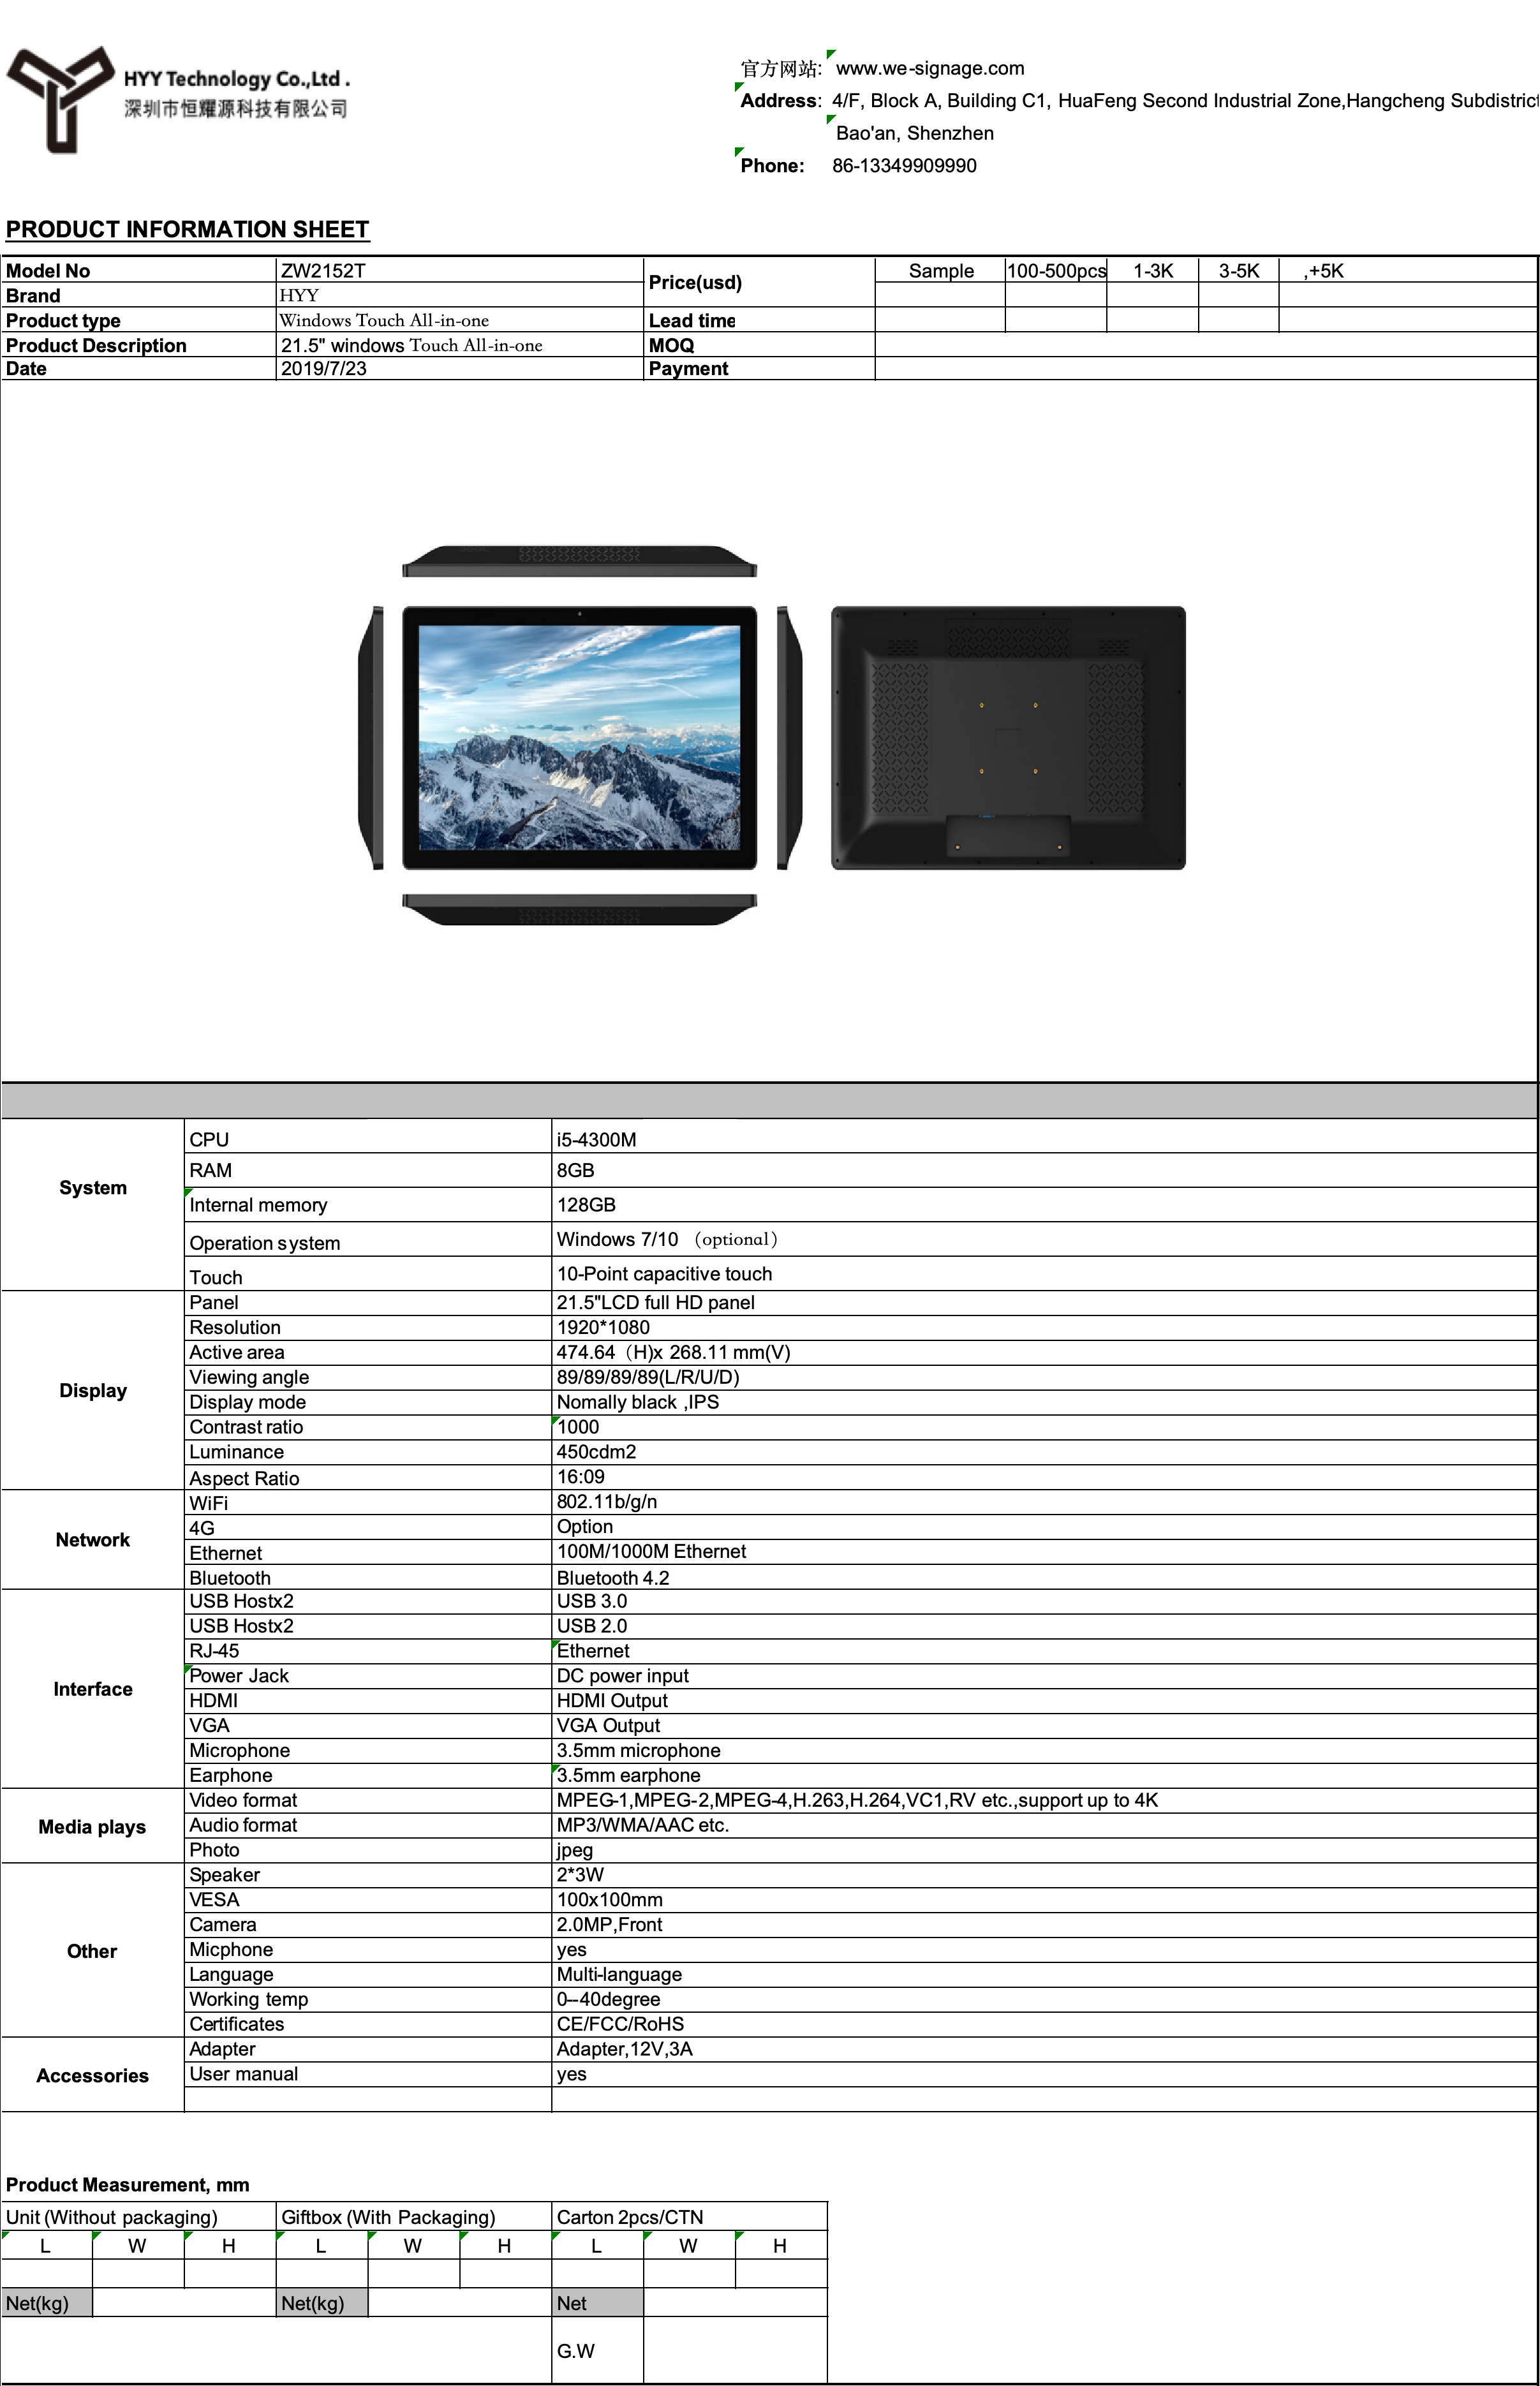 HYY Technology Co.,Ltd .
深圳市恒耀源科技有限公司
官方网站: www.we-signage.com
Address: 4/F, Block A, Building C1, HuaFeng Second Industrial Zone,Hangcheng Subdistrict
Bao'an, Shenzhen
Phone: 86-13349909990
PRODUCT INFORMATION SHEET
Model No ZW2152T Price(usd) Sample 100-500pcs 1-3K 3-5K ,+5K
Brand HYY
Product type Windows Touch All-in-one Lead time
Product Description 21.5" windows Touch All-in-one MOQ
Date 2019/7/23 Payment
System
CPU i5-4300M
RAM 8GB
Internal memory 128GB
Operation system Windows 7/10 （optional）
Touch 10-Point capacitive touch
Display
Panel 21.5"LCD full HD panel
Resolution 1920*1080
Active area 474.64（H)x 268.11 mm(V)
Viewing angle 89/89/89/89(L/R/U/D)
Display mode Nomally black ,IPS
Contrast ratio 1000
Luminance 450cdm2
Aspect Ratio 16:09
Network
WiFi 802.11b/g/n
4G Option
Ethernet 100M/1000M Ethernet
Bluetooth Bluetooth 4.2
Interface
USB Hostx2 USB 3.0
USB Hostx2 USB 2.0
RJ-45 Ethernet
Power Jack DC power input
HDMI HDMI Output
VGA VGA Output
Microphone 3.5mm microphone
Earphone 3.5mm earphone
Media plays
Video format MPEG-1,MPEG-2,MPEG-4,H.263,H.264,VC1,RV etc.,support up to 4K
Audio format MP3/WMA/AAC etc.
Photo jpeg
Other
Speaker 2*3W
VESA 100x100mm
Camera 2.0MP,Front
Micphone yes
Language Multi-language
Working temp 0--40degree
Certificates CE/FCC/RoHS
Accessories
Adapter Adapter,12V,3A
User manual yes
Product Measurement, mm
Unit (Without packaging) Giftbox (With Packaging) Carton 2pcs/CTN
L W H L W H L W H
Net(kg) Net(kg) Net
G.W